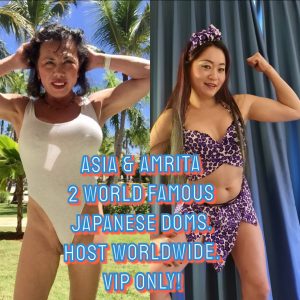 ASIA & AMRITA
2 WORLD FAMOUS
JAPANESE DOMS.
HOST WORLDWIDE.
VIP ONLY!